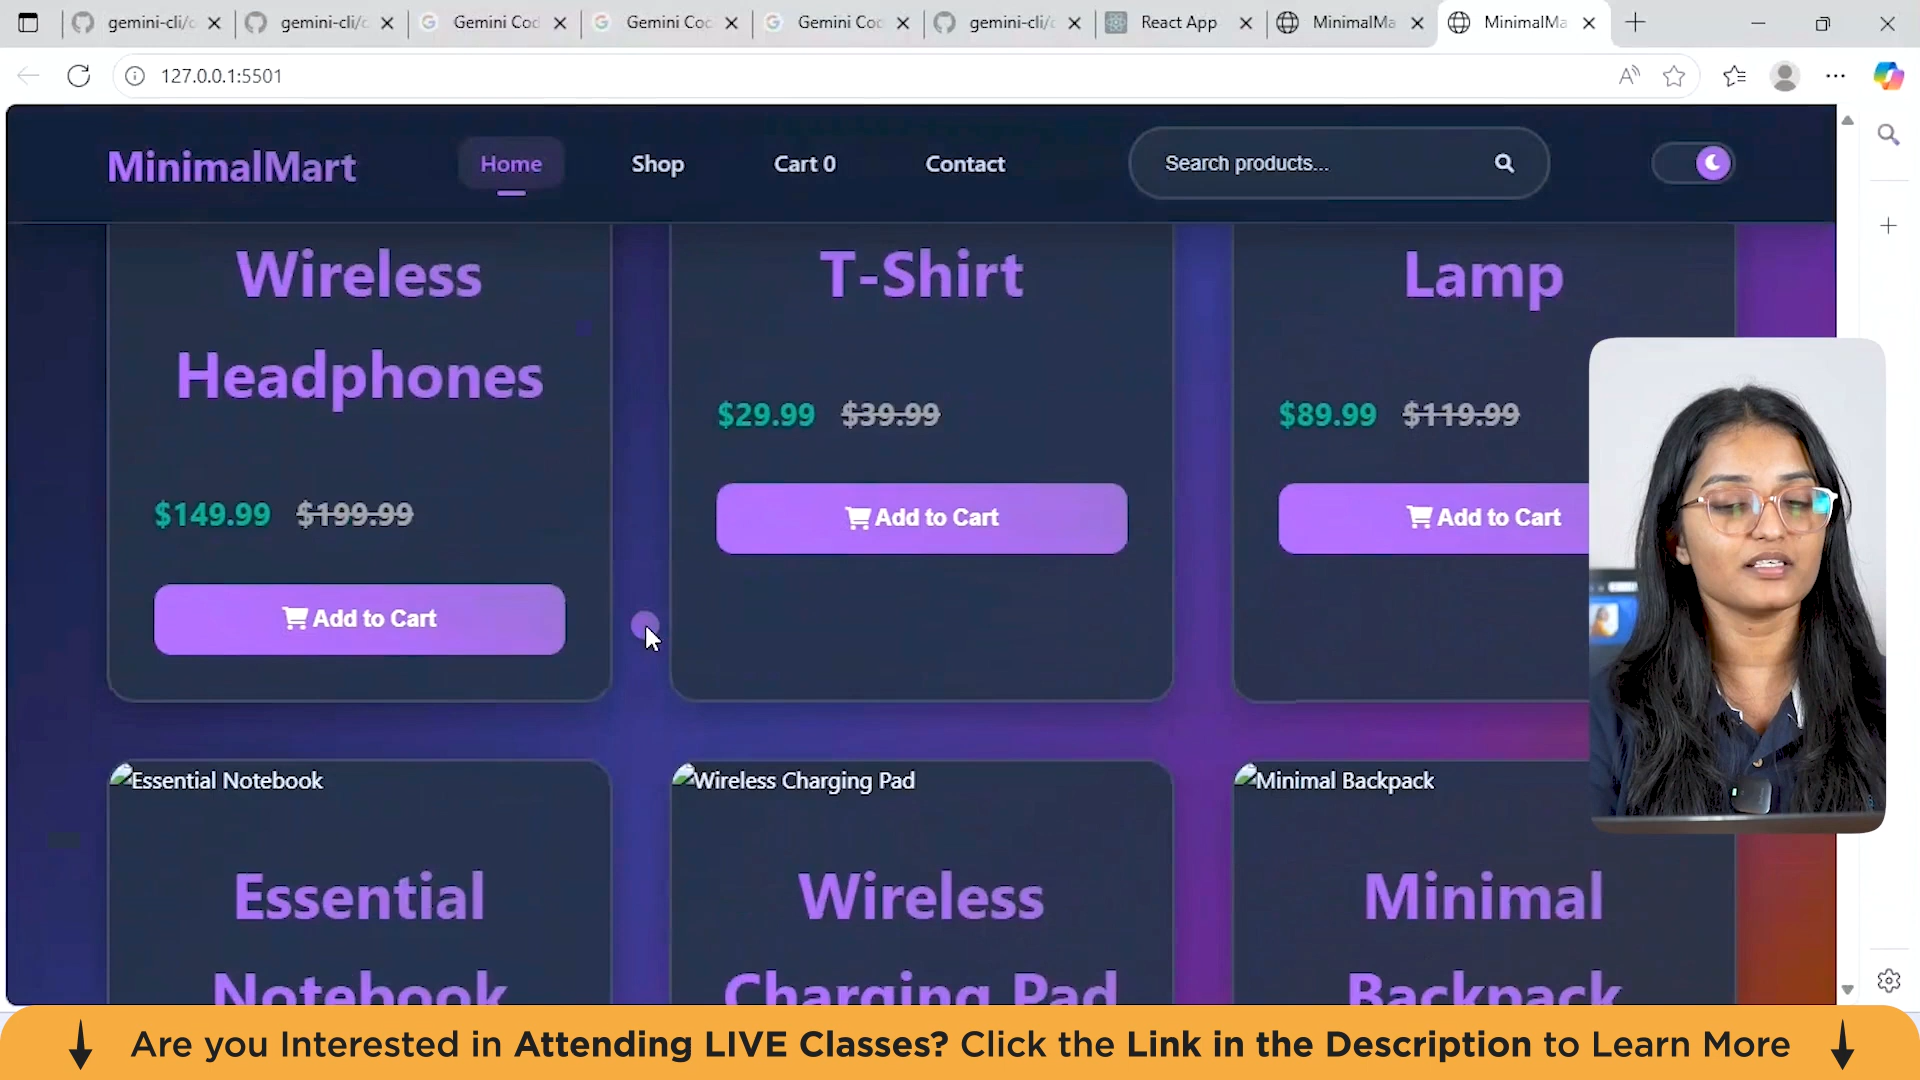 gemini-cli/
gemini-cli/
Gemini Coc
Gemini Coc
Gemini Coc
gemini-cli/
React App
MinimalMa
MinimalMa
127.0.0.1:5501
MinimalMart
Home
Shop
Cart 0
Contact
Search products...
Wireless
Headphones
$149.99 $199.99
Add to Cart
T-Shirt
$29.99 $39.99
Add to Cart
Lamp
$89.99 $119.99
Add to Cart
Essential Notebook
Essential
Notebook
Wireless Charging Pad
Wireless
Charging Pad
Minimal Backpack
Minimal
Backpack
Are you Interested in Attending LIVE Classes? Click the Link in the Description to Learn More